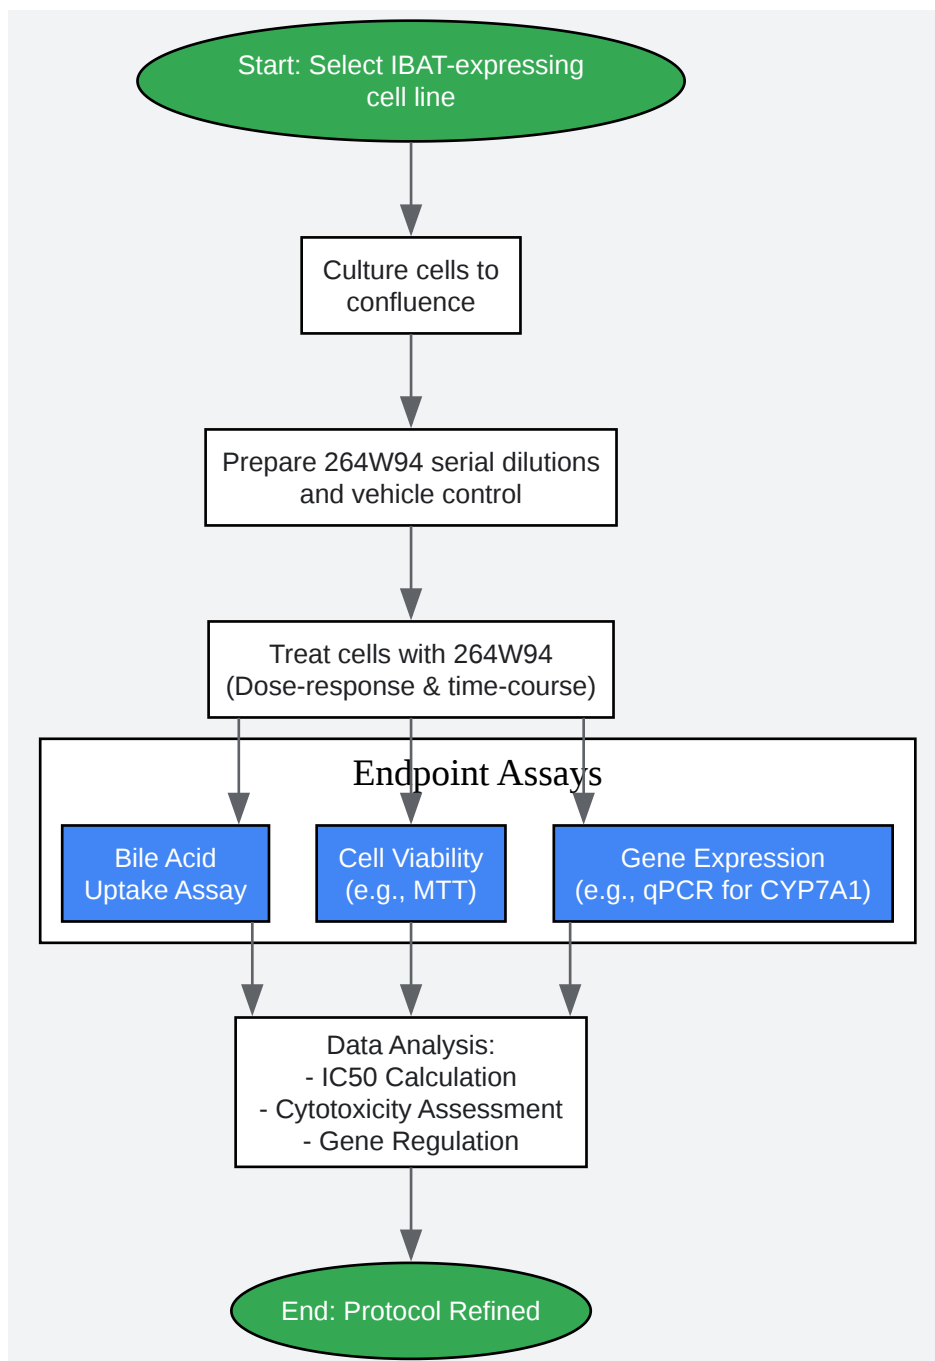 Start: Select IBAT-expressing
cell line
Culture cells to
confluence
Prepare 264W94 serial dilutions
and vehicle control
Treat cells with 264W94
(Dose-response & time-course)
Endpoint Assays
Bile Acid
Uptake Assay
Cell Viability
(e.g., MTT)
Gene Expression
(e.g., qPCR for CYP7A1)
Data Analysis:
- IC50 Calculation
- Cytotoxicity Assessment
- Gene Regulation
End: Protocol Refined